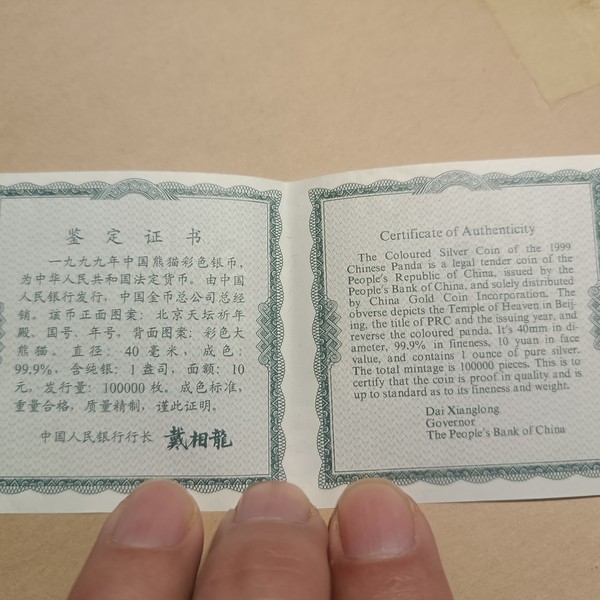 鉴定证书
一九九九年中国熊猫彩色银币，
为中华人民共和国法定货币。由中国
人民银行发行，中国金币总公司总经
销。该币正面图案：北京天坛祈年
殿、国号、年号，背面图案：彩色大
熊猫。直径：40 毫米，成色：
99.9%，含纯银：1 盎司，面额：10
元，发行量：100000 枚。成色标准，
重量合格，质量精制，谨此证明。
中国人民银行行长 戴相龍
Certificate of Authenticity
The Coloured Silver Coin of the 1999
Chinese Panda is a legal tender coin of the
People's Republic of China, issued by the
People's Bank of China, and solely distributed
by China Gold Coin Incorporation. The
obverse depicts the Temple of Heaven in Beij-
ing, the title of PRC and the issuing year, and
reverse the coloured panda. It's 40mm in di-
ameter, 99.9% in fineness, 10 yuan in face
value, and contains 1 ounce of pure silver.
The total mintage is 100000 pieces. This is to
certify that the coin is proof in quality and is
up to standard as to its fineness and weight.
Dai Xianglong
Governor
The People's Bank of China